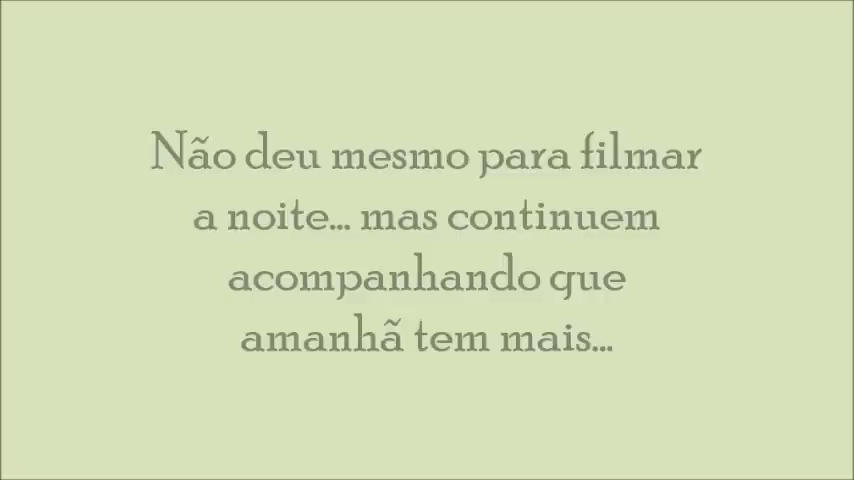 Não deu mesmo para filmar
a noite... mas continuem
acompanhando que
amanhã tem mais...